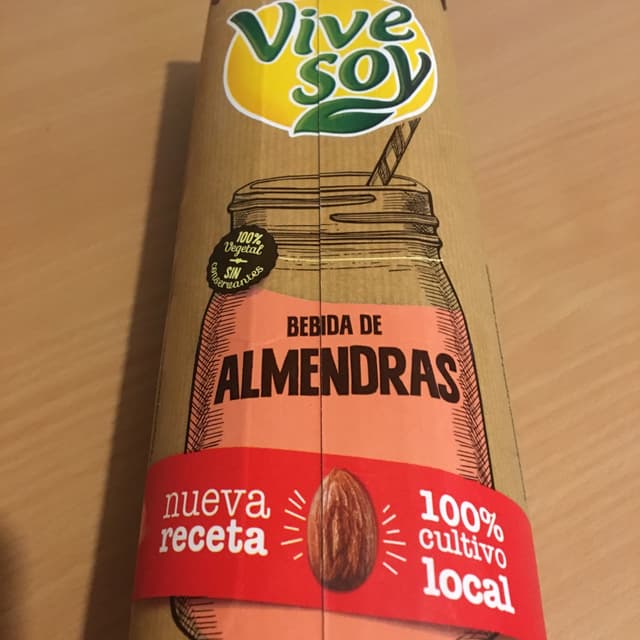 Vive
soy
100%
Vegetal
SIN
conservantes
BEBIDA DE
ALMENDRAS
nueva
receta
100%
cultivo
local